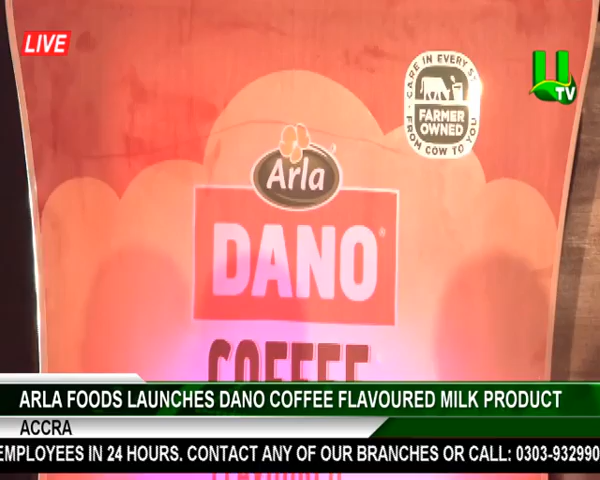 LIVE
U
TV
CARE IN EVERY
FARMER
OWNED
FROM COW TO YOU
Arla
DANO®
COFFEE
ARLA FOODS LAUNCHES DANO COFFEE FLAVOURED MILK PRODUCT
ACCRA
EMPLOYEES IN 24 HOURS. CONTACT ANY OF OUR BRANCHES OR CALL: 0303-932990